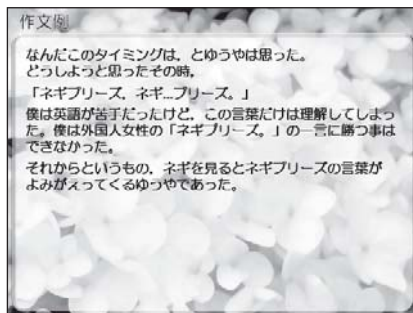 作文例
なんだこのタイミングは、とゆうやは思った。
どうしようと思ったその時、
「ネギプリーズ、ネギ…プリーズ。」
僕は英語が苦手だったけど、この言葉だけは理解してしまっ
た。僕は外国人女性の「ネギプリーズ。」の一言に勝つ事は
できなかった。
それからというもの、ネギを見るとネギプリーズの言葉が
よみがえってくるゆうやであった。